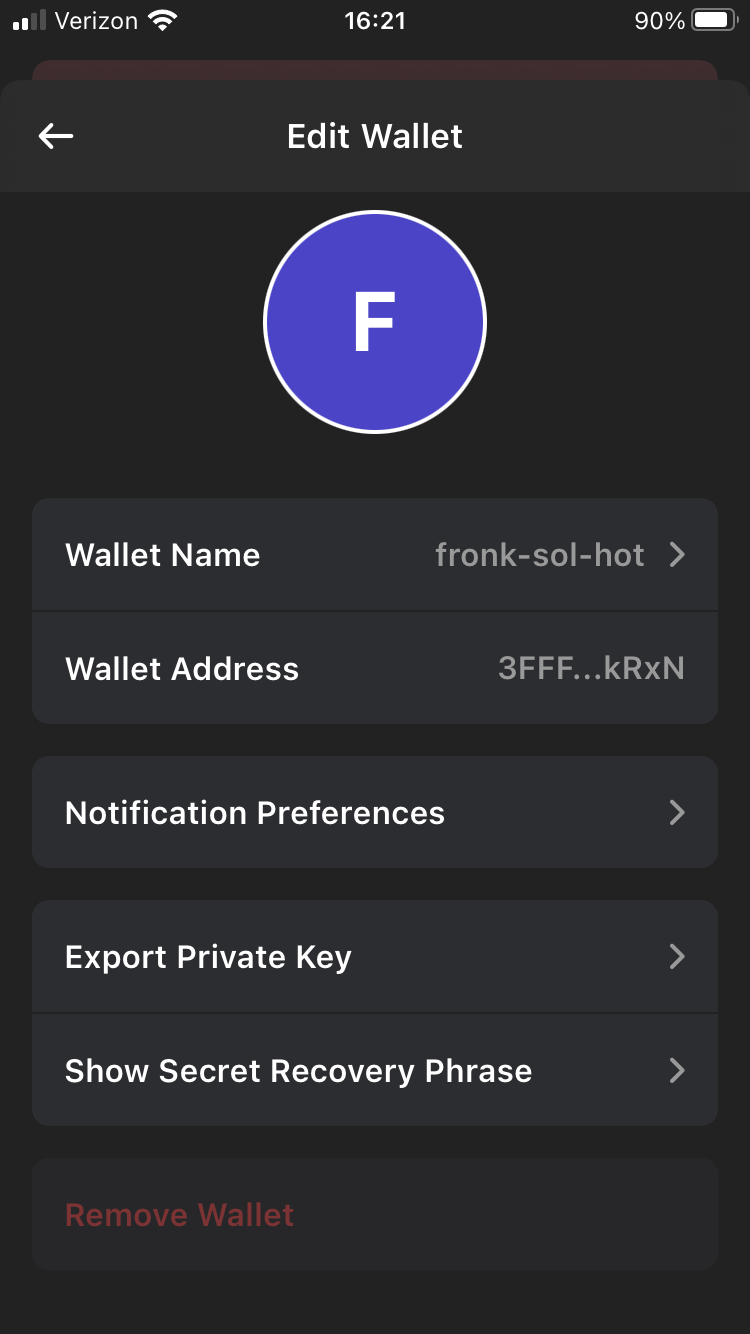 Verizon 16:21 90%
Edit Wallet
F
Wallet Name fronk-sol-hot
Wallet Address 3FFF...kRxN
Notification Preferences
Export Private Key
Show Secret Recovery Phrase
Remove Wallet